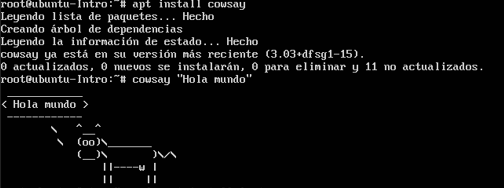 root@ubuntu-Intro:~# apt install cowsay
Leyendo lista de paquetes... Hecho
Creando árbol de dependencias
Leyendo la información de estado... Hecho
cowsay ya está en su versión más reciente (3.03+dfsg1-15).
0 actualizados, 0 nuevos se instalarán, 0 para eliminar y 11 no actualizados.
root@ubuntu-Intro:~# cowsay "Hola mundo"
 ____________
< Hola mundo >
 ------------
        \   ^__^
         \  (oo)\_______
            (__)\       )\/\
                ||----w |
                ||     ||